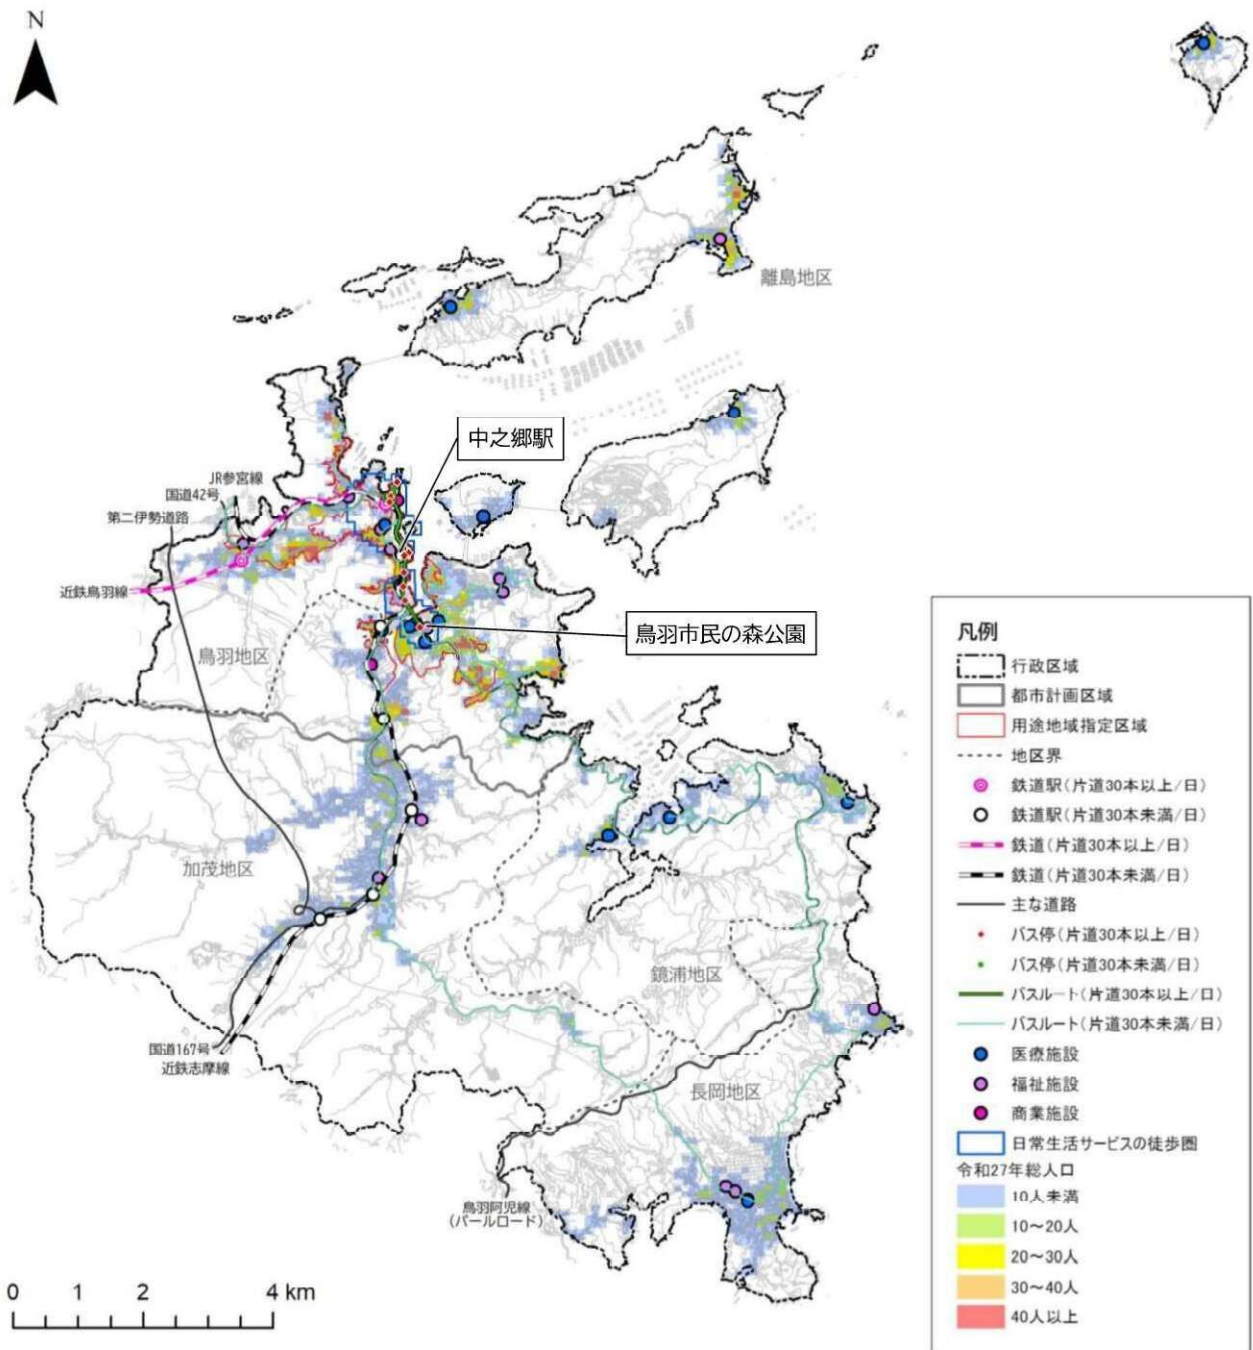 N
離島地区
中之郷駅
JR参宮線
国道42号
第二伊勢道路
近鉄鳥羽線
鳥羽市民の森公園
鳥羽地区
加茂地区
鏡浦地区
国道167号
近鉄志摩線
長岡地区
鳥羽阿児線
(パールロード)
0 1 2 4 km
凡例
行政区域
都市計画区域
用途地域指定区域
地区界
鉄道駅(片道30本以上/日)
鉄道駅(片道30本未満/日)
鉄道(片道30本以上/日)
鉄道(片道30本未満/日)
主な道路
バス停(片道30本以上/日)
バス停(片道30本未満/日)
バスルート(片道30本以上/日)
バスルート(片道30本未満/日)
医療施設
福祉施設
商業施設
日常生活サービスの徒歩圏
令和27年総人口
10人未満
10～20人
20～30人
30～40人
40人以上